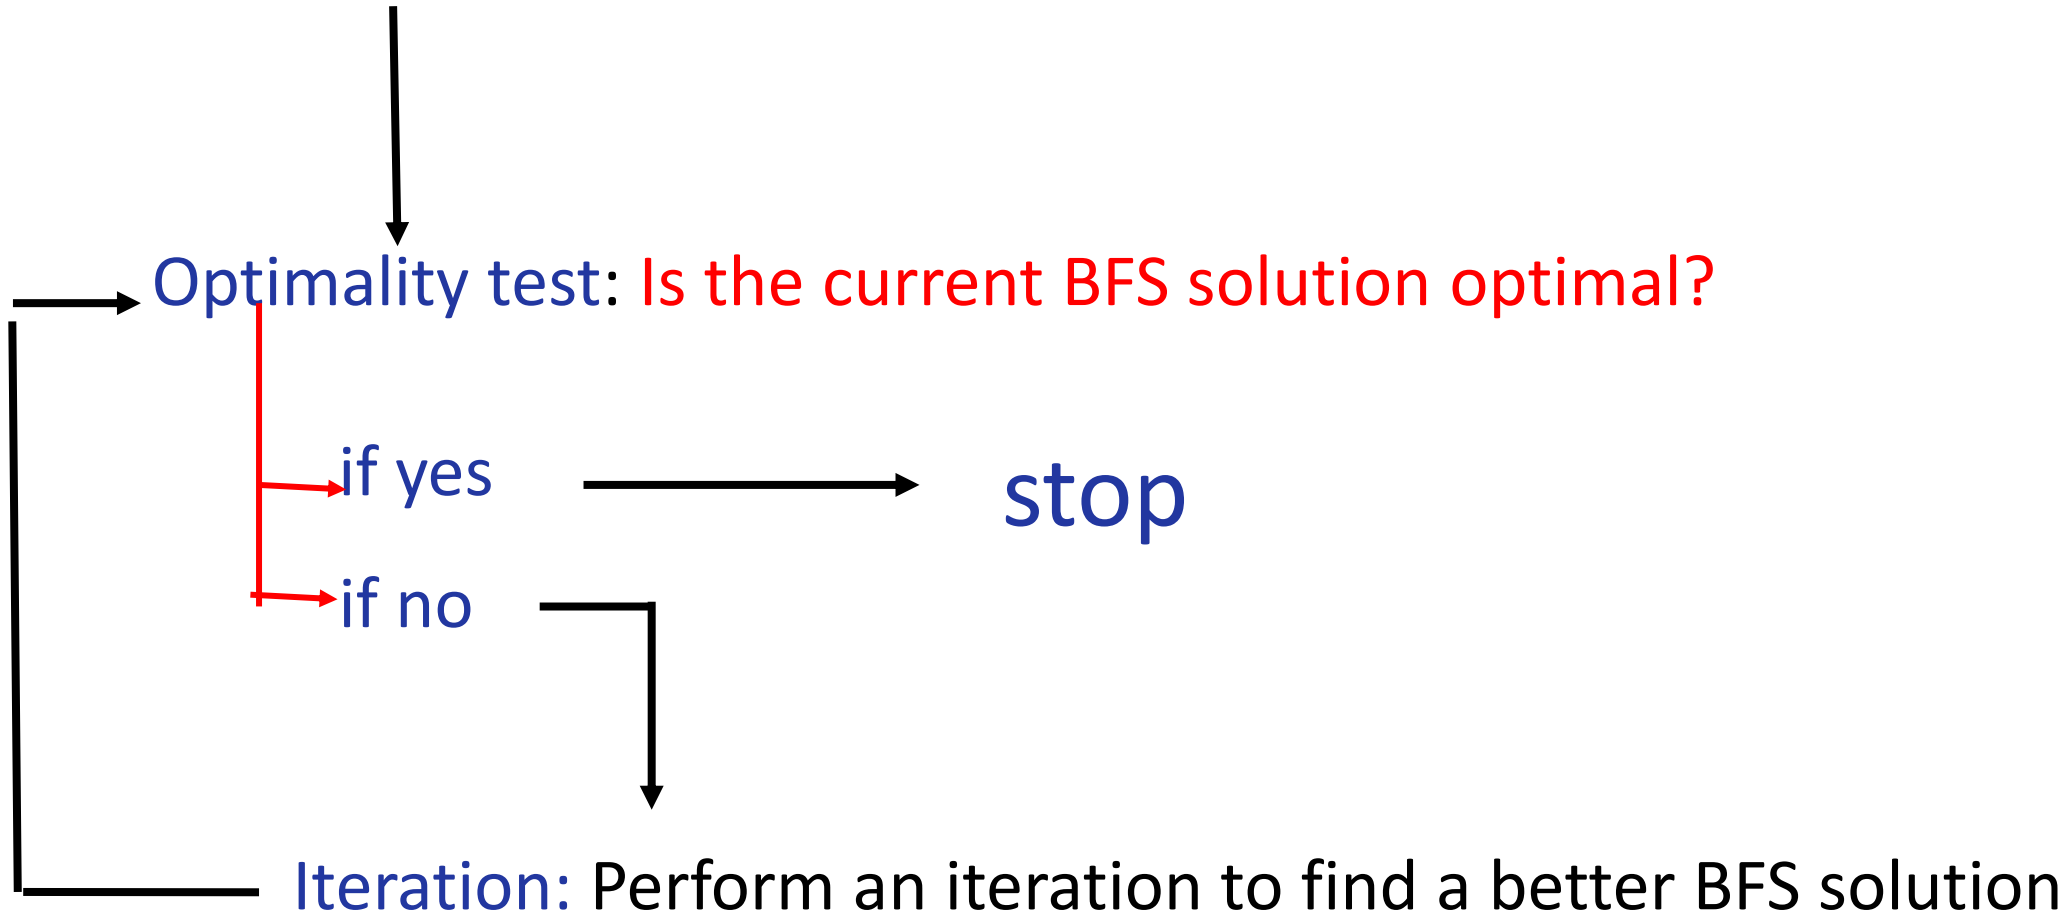 Optimality test: Is the current BFS solution optimal?
if yes
stop
if no
Iteration: Perform an iteration to find a better BFS solution